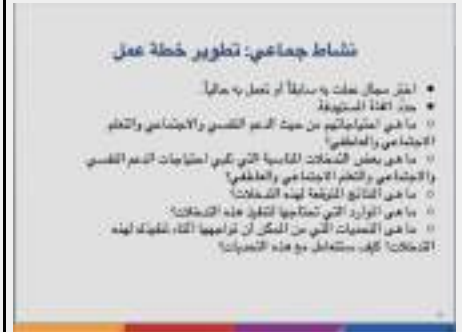 نشاط جماعي: تطوير خطة عمل
● اختر مجال عملت به سابقاً أو تعمل به حالياً.
● حدد الفئة المستهدفة
○ ما هي احتياجاتهم من حيث الدعم النفسي والاجتماعي والتعلم
الاجتماعي والعاطفي؟
○ ما هي بعض التدخلات المناسبة التي تلبي احتياجات الدعم النفسي
والاجتماعي والتعلم الاجتماعي والعاطفي؟
○ ما هي النتائج المتوقعة لهذه التدخلات؟
○ ما هي الموارد التي تحتاجها لتنفيذ هذه التدخلات؟
○ ما هي التحديات التي من الممكن أن تواجهها أثناء تنفيذك لهذه
التدخلات؟ كيف ستتعامل مع هذه التحديات؟